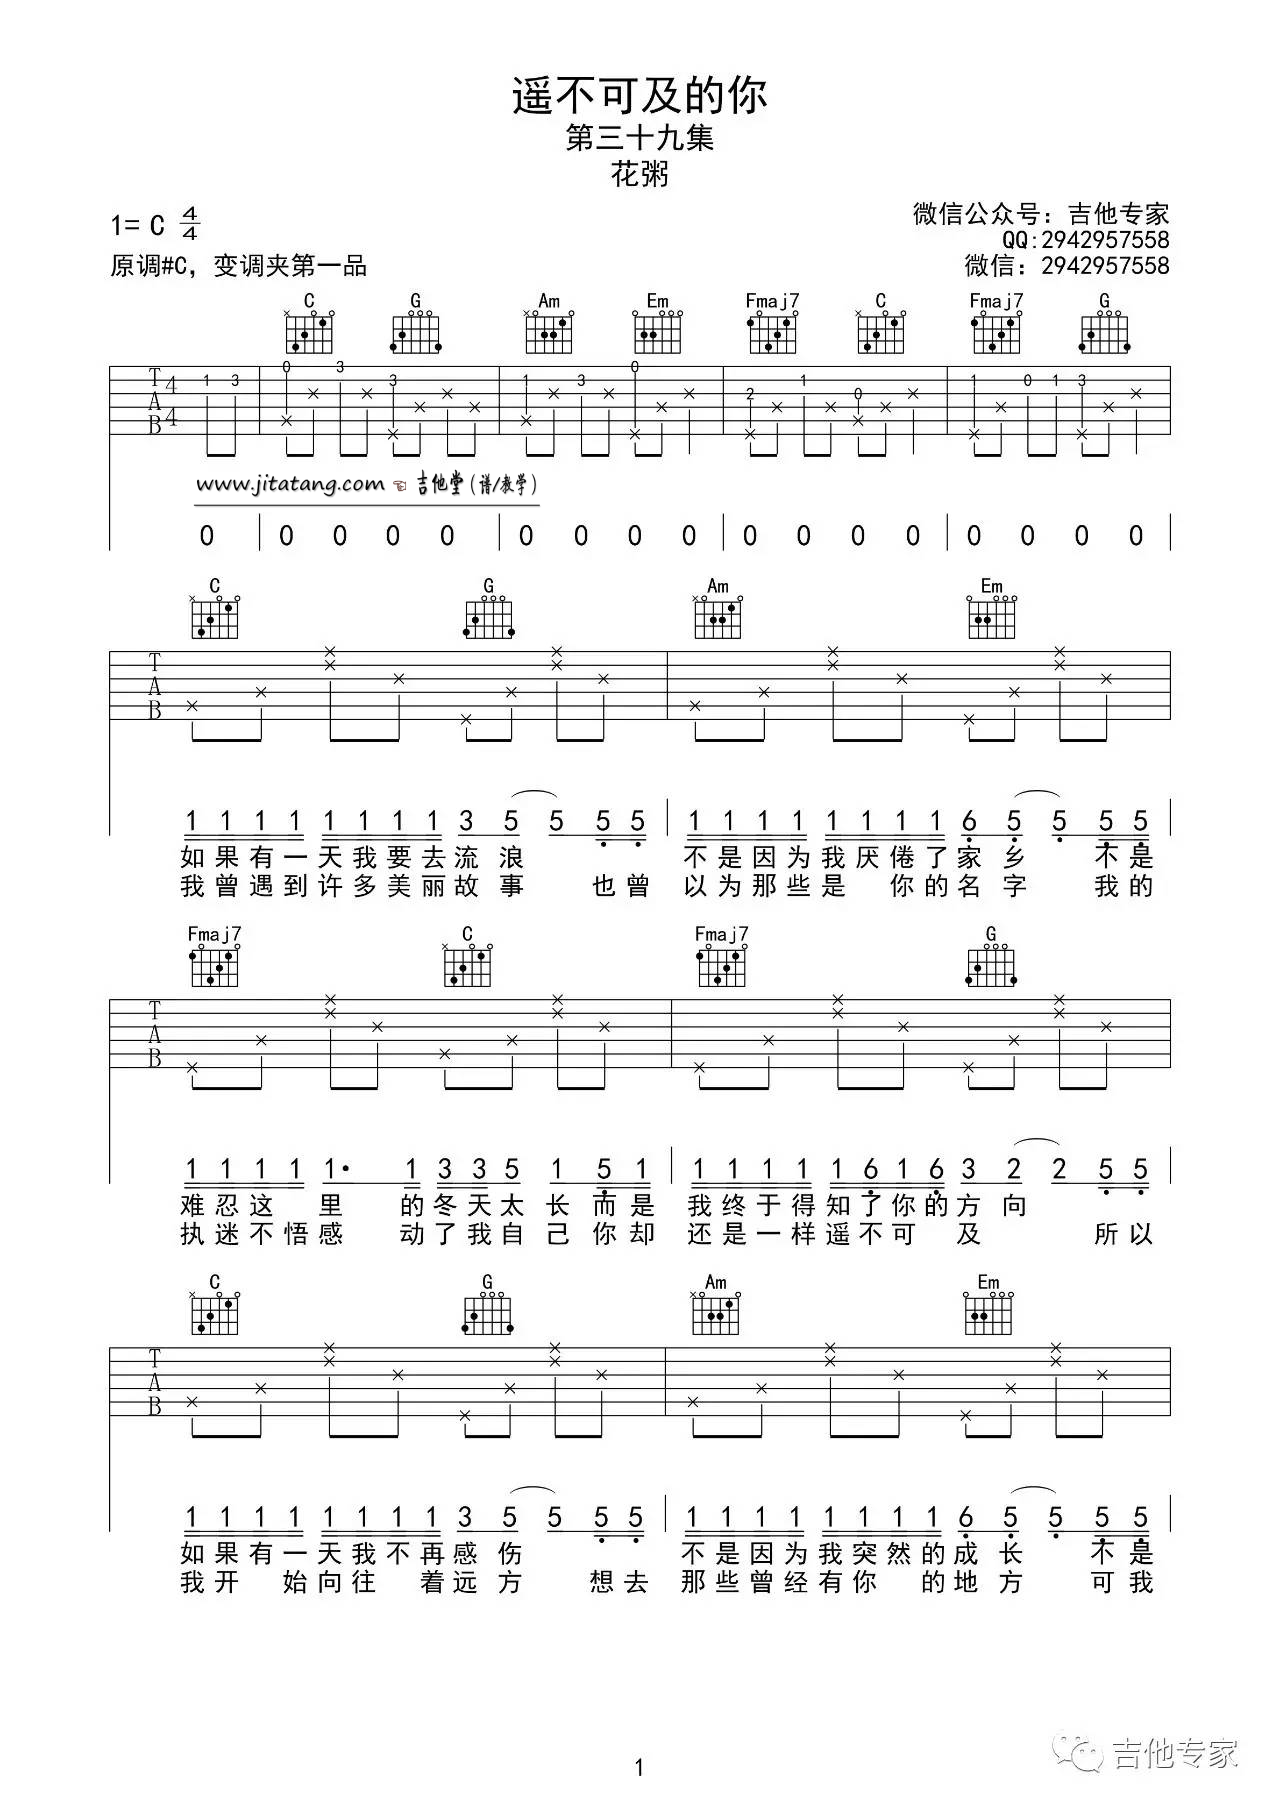 遥不可及的你
第三十九集
花粥
1= C 4/4
微信公众号：吉他专家
QQ:2942957558
原调#C，变调夹第一品
微信：2942957558
C G Am Em Fmaj7 C Fmaj7 G
T A B 4 4 1 3 0 3 3 1 3 0 2 1 0 1 0 1 3
www.jitatang.com 吉他堂(谱/教学)
0 0 0 0 0 0 0 0 0 0 0 0 0 0 0 0 0
C G Am Em
T A B
1 1 1 1 1 1 1 1 3 5 5 5 5 1 1 1 1 1 1 1 1 6 5 5 5 5
如果有一天我要去流浪 不是因为我厌倦了家乡 不是
我曾遇到许多美丽故事 也曾以为那些是 你的名字 我的
Fmaj7 C Fmaj7 G
T A B
1 1 1 1 1· 1 3 3 5 1 5 1 1 1 1 1 1 6 1 6 3 2 2 5 5
难忍这 里 的冬天太长而是我终于得知了你的方向
执迷不悟感 动了我自己你却还是一样遥不可 及 所以
C G Am Em
T A B
1 1 1 1 1 1 1 1 3 5 5 5 5 1 1 1 1 1 1 1 1 6 5 5 5 5
如果有一天我不再感伤 不是因为我突然的成长 不是
我开 始向往 着远方 想去那些曾经有你 的地方 可我
1
吉他专家